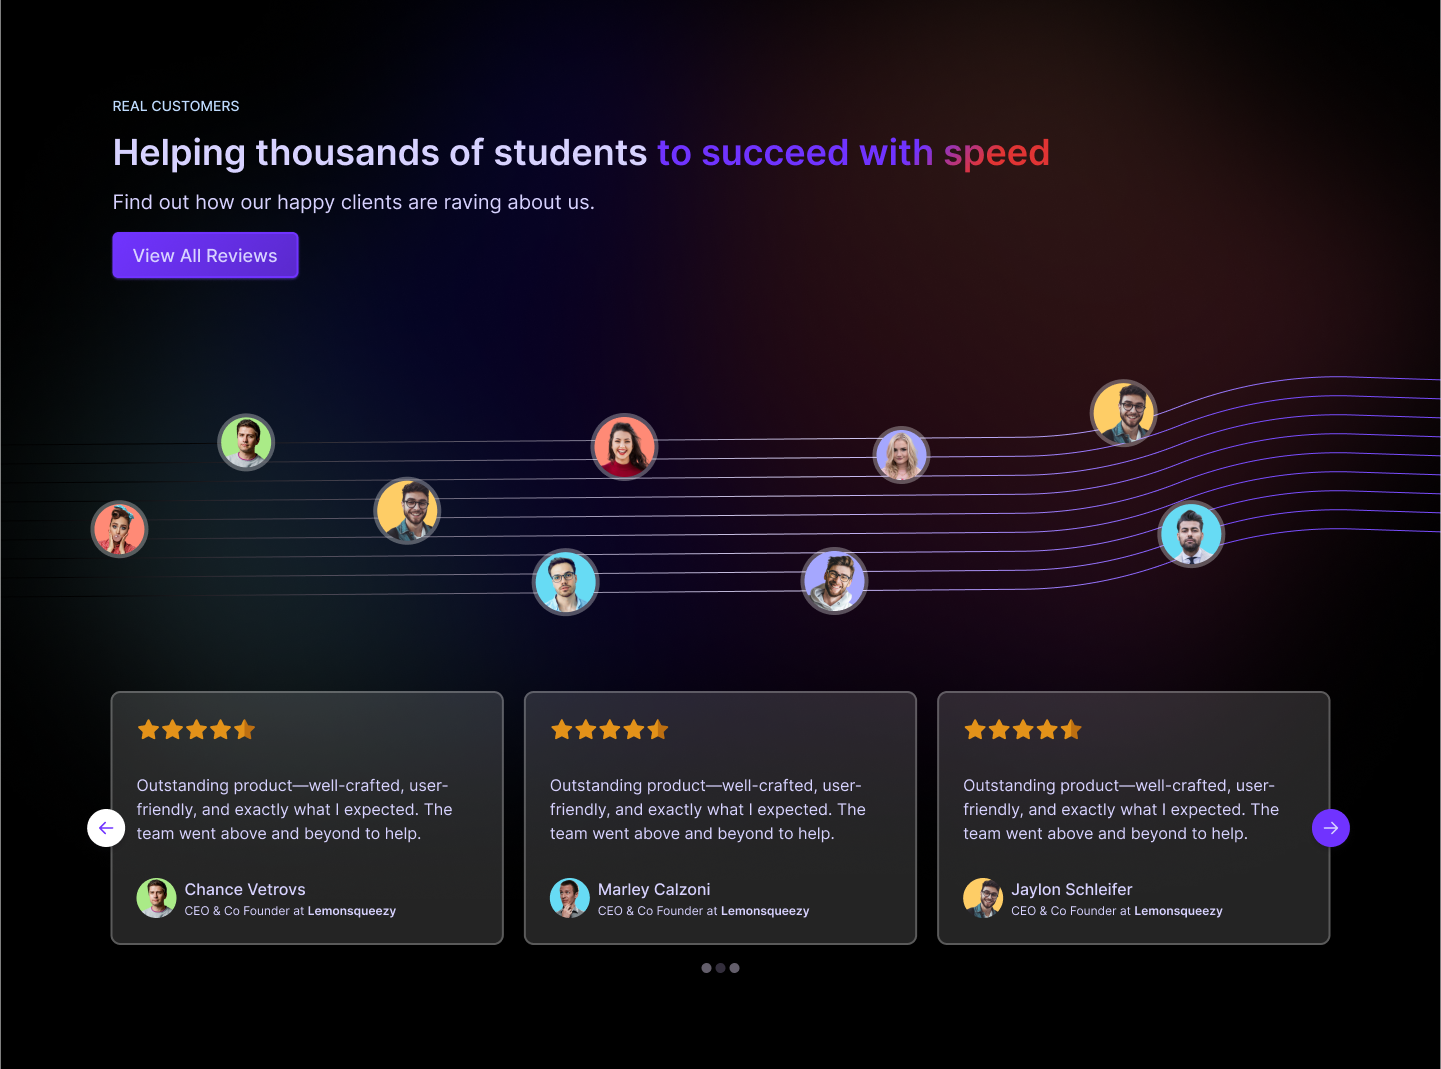 REAL CUSTOMERS
Helping thousands of students to succeed with speed
Find out how our happy clients are raving about us.
View All Reviews
Outstanding product—well-crafted, user-
friendly, and exactly what I expected. The
team went above and beyond to help.
Chance Vetrovs
CEO & Co Founder at Lemonsqueezy
Outstanding product—well-crafted, user-
friendly, and exactly what I expected. The
team went above and beyond to help.
Marley Calzoni
CEO & Co Founder at Lemonsqueezy
Outstanding product—well-crafted, user-
friendly, and exactly what I expected. The
team went above and beyond to help.
Jaylon Schleifer
CEO & Co Founder at Lemonsqueezy